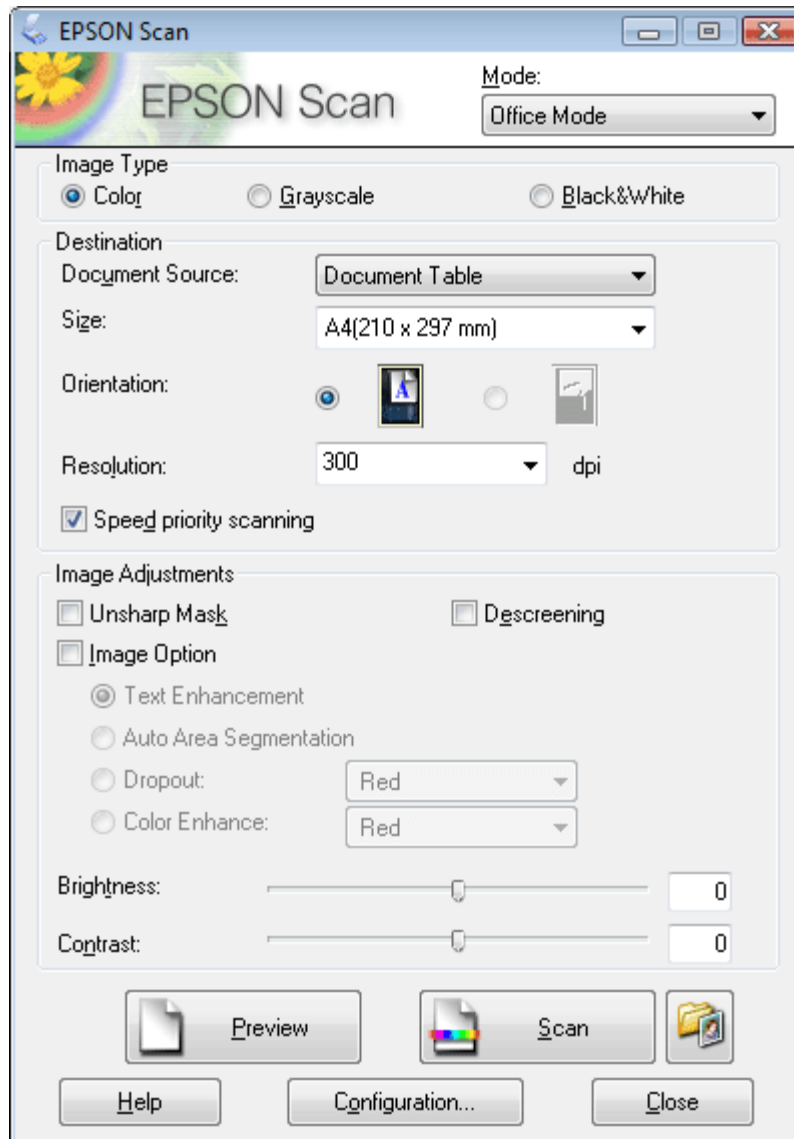 EPSON Scan
EPSON Scan
Mode:
Office Mode
Image Type
Color Grayscale Black&White
Destination
Document Source: Document Table
Size: A4(210 x 297 mm)
Orientation: A
Resolution: 300 dpi
Speed priority scanning
Image Adjustments
Unsharp Mask Descreening
Image Option
Text Enhancement
Auto Area Segmentation
Dropout: Red
Color Enhance: Red
Brightness: 0
Contrast: 0
Preview Scan
Help Configuration... Close